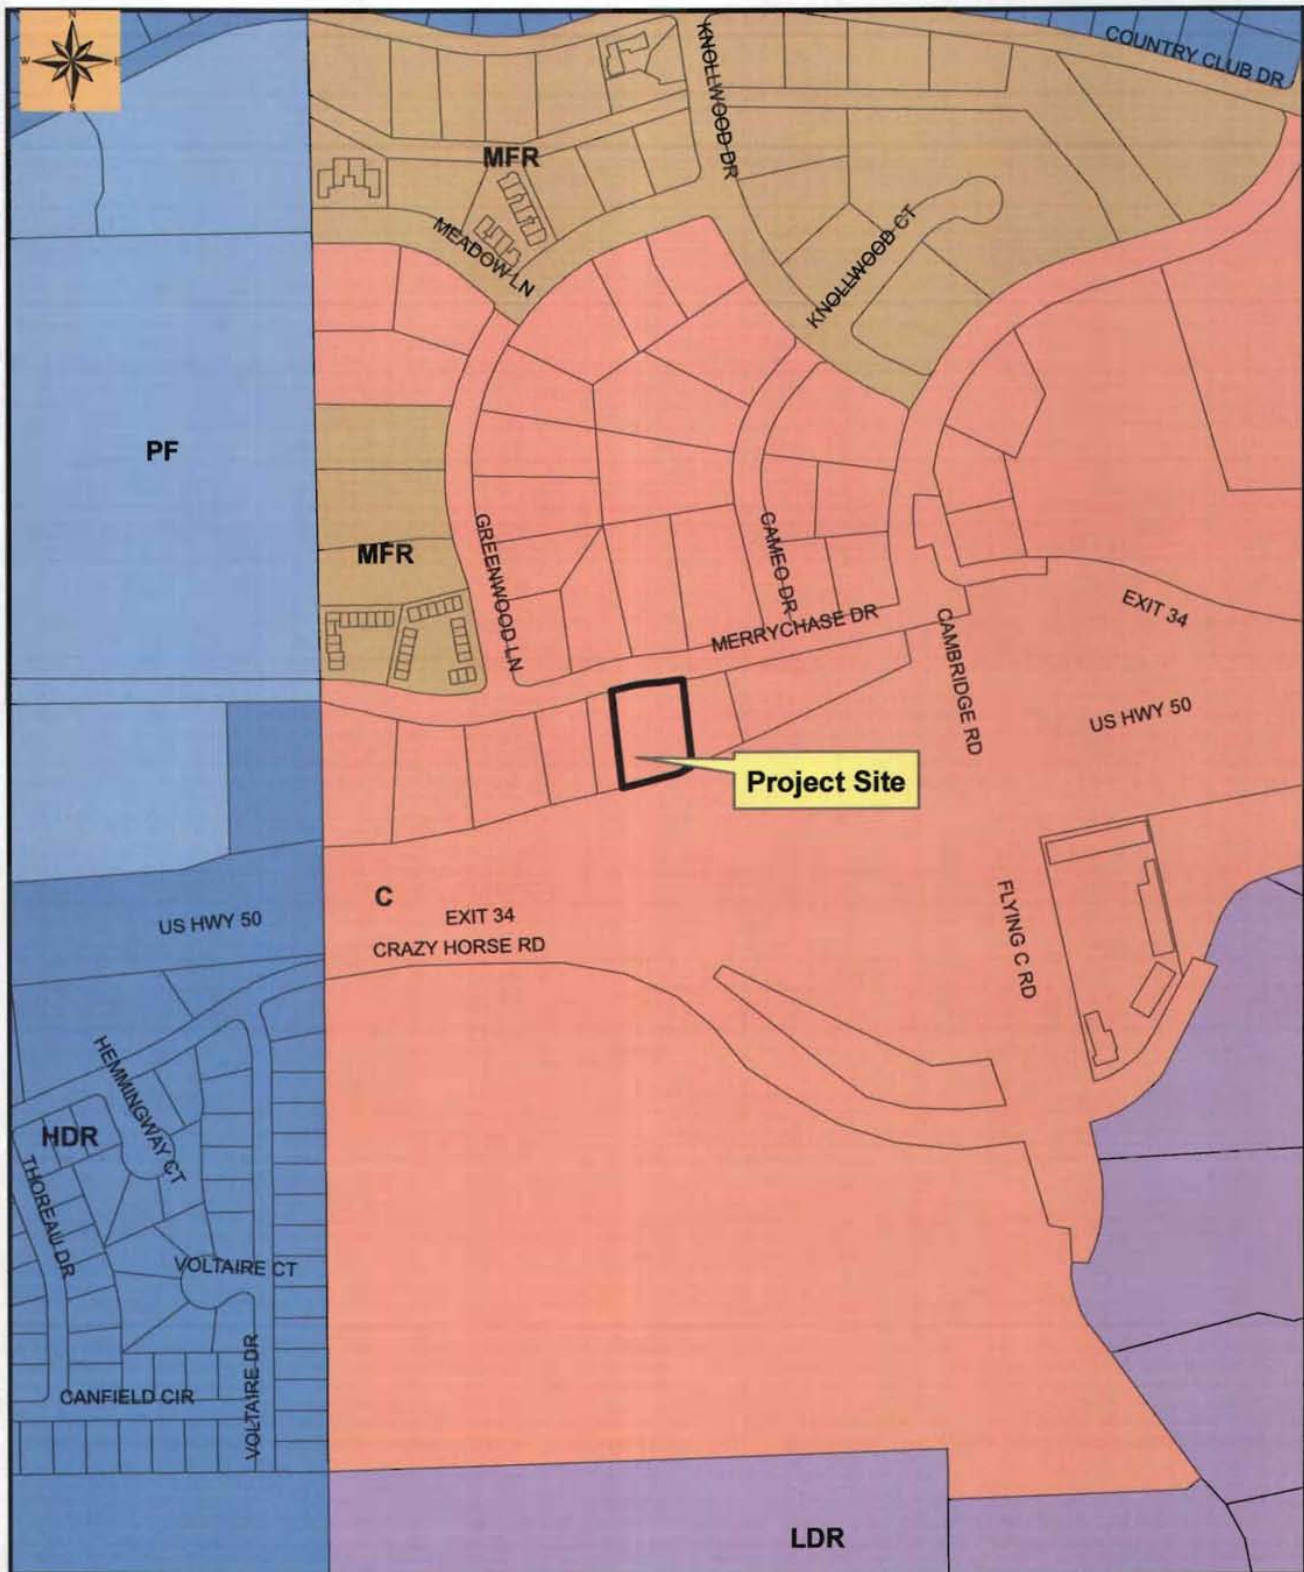 N
W E
S
COUNTRY CLUB DR
KNOLLWOOD DR
MFR
MEADOW LN
KNOLLWOOD CT
PF
MFR
GREENWOOD LN
CAMEO DR
MERRYCHASE DR
CAMBRIDGE RD
EXIT 34
US HWY 50
Project Site
C
US HWY 50
EXIT 34
CRAZY HORSE RD
FLYING C RD
HEMMINGWAY CT
HDR
THOREAU DR
VOLTAIRE CT
VOLTAIRE DR
CANFIELD CIR
LDR